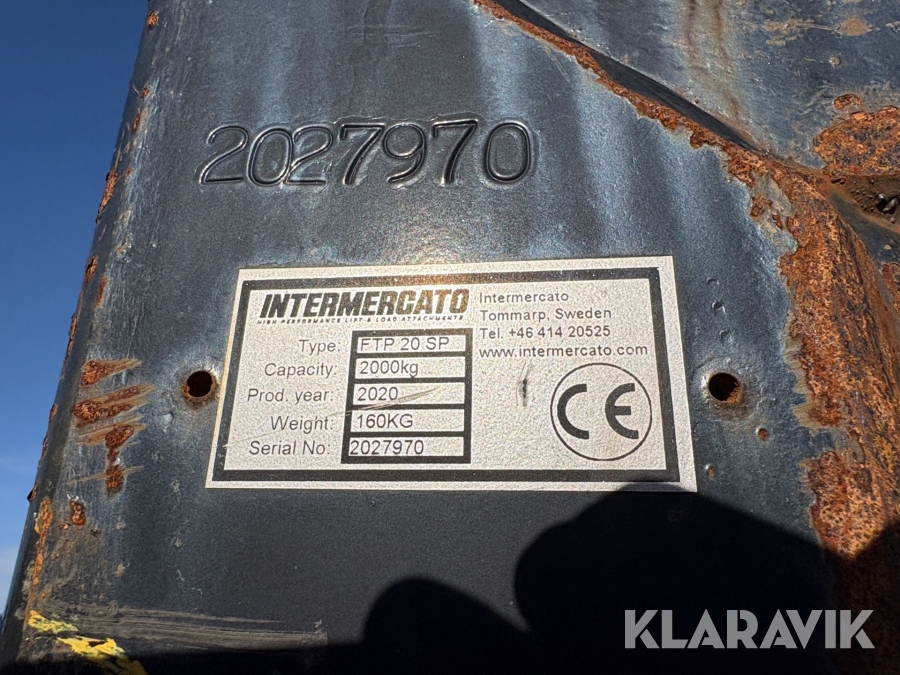 2027970
INTERMERCATO
HIGH PERFORMANCE LIFT & LOAD ATTACHMENTS
Type: FTP 20 SP
Capacity: 2000kg
Prod. year: 2020
Weight: 160KG
Serial No: 2027970
Intermercato
Tommarp, Sweden
Tel. +46 414 20525
www.intermercato.com
CE
KLARAVIK